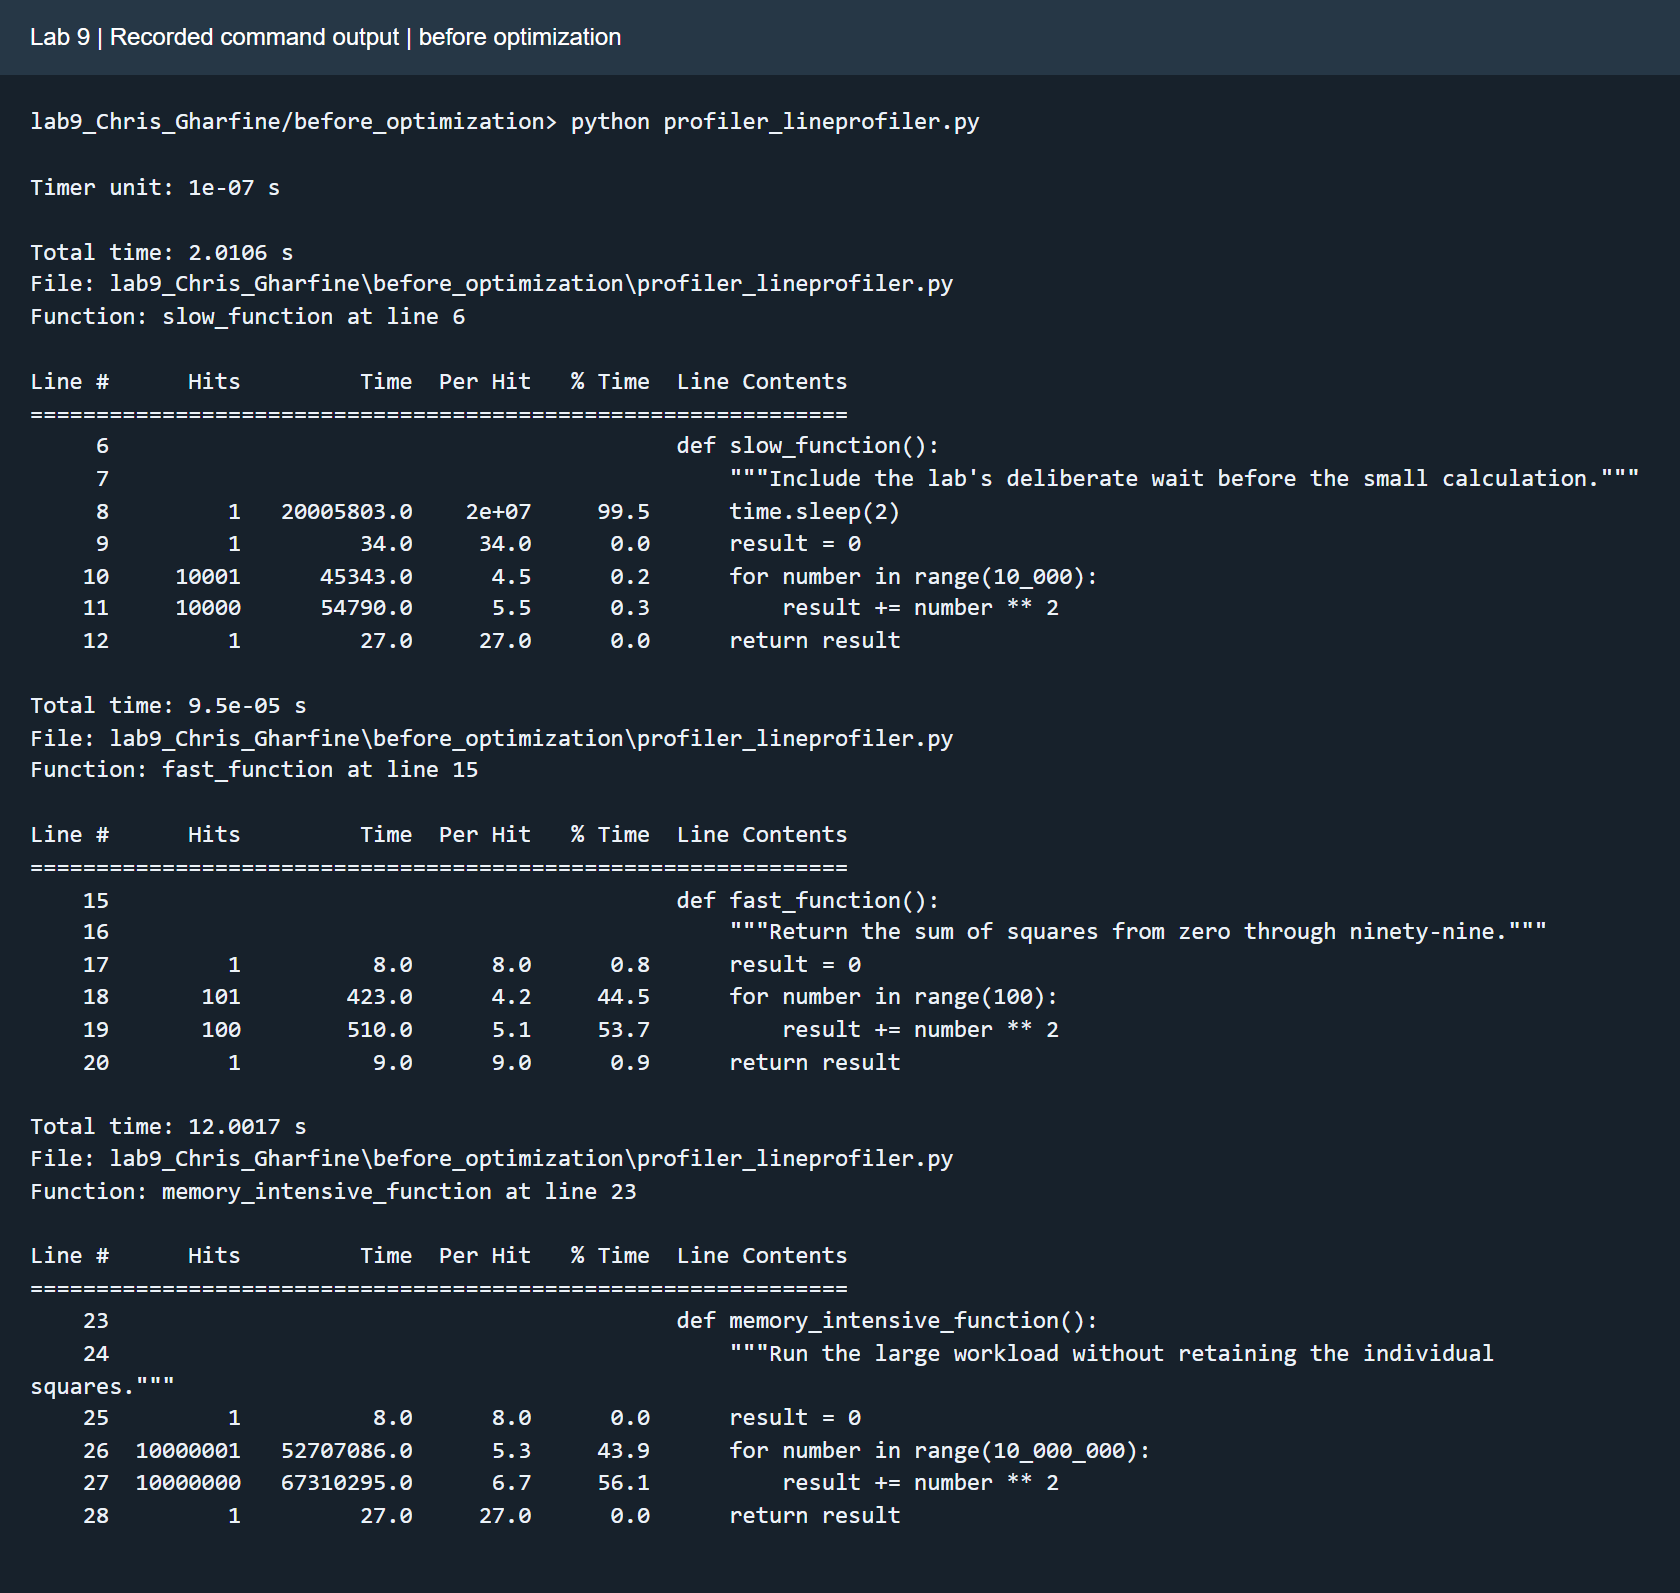 Lab 9 | Recorded command output | before optimization
lab9_Chris_Gharfine/before_optimization> python profiler_lineprofiler.py
Timer unit: 1e-07 s
Total time: 2.0106 s
File: lab9_Chris_Gharfine\before_optimization\profiler_lineprofiler.py
Function: slow_function at line 6
Line #      Hits         Time  Per Hit   % Time  Line Contents
==============================================================
     6                                           def slow_function():
     7                                               """Include the lab's deliberate wait before the small calculation."""
     8         1   20005803.0    2e+07     99.5      time.sleep(2)
     9         1         34.0     34.0      0.0      result = 0
    10     10001      45343.0      4.5      0.2      for number in range(10_000):
    11     10000      54790.0      5.5      0.3          result += number ** 2
    12         1         27.0     27.0      0.0      return result
Total time: 9.5e-05 s
File: lab9_Chris_Gharfine\before_optimization\profiler_lineprofiler.py
Function: fast_function at line 15
Line #      Hits         Time  Per Hit   % Time  Line Contents
==============================================================
    15                                           def fast_function():
    16                                               """Return the sum of squares from zero through ninety-nine."""
    17         1          8.0      8.0      0.8      result = 0
    18       101        423.0      4.2     44.5      for number in range(100):
    19       100        510.0      5.1     53.7          result += number ** 2
    20         1          9.0      9.0      0.9      return result
Total time: 12.0017 s
File: lab9_Chris_Gharfine\before_optimization\profiler_lineprofiler.py
Function: memory_intensive_function at line 23
Line #      Hits         Time  Per Hit   % Time  Line Contents
==============================================================
    23                                           def memory_intensive_function():
    24                                               """Run the large workload without retaining the individual
squares."""
    25         1          8.0      8.0      0.0      result = 0
    26  10000001   52707086.0      5.3     43.9      for number in range(10_000_000):
    27  10000000   67310295.0      6.7     56.1          result += number ** 2
    28         1         27.0     27.0      0.0      return result